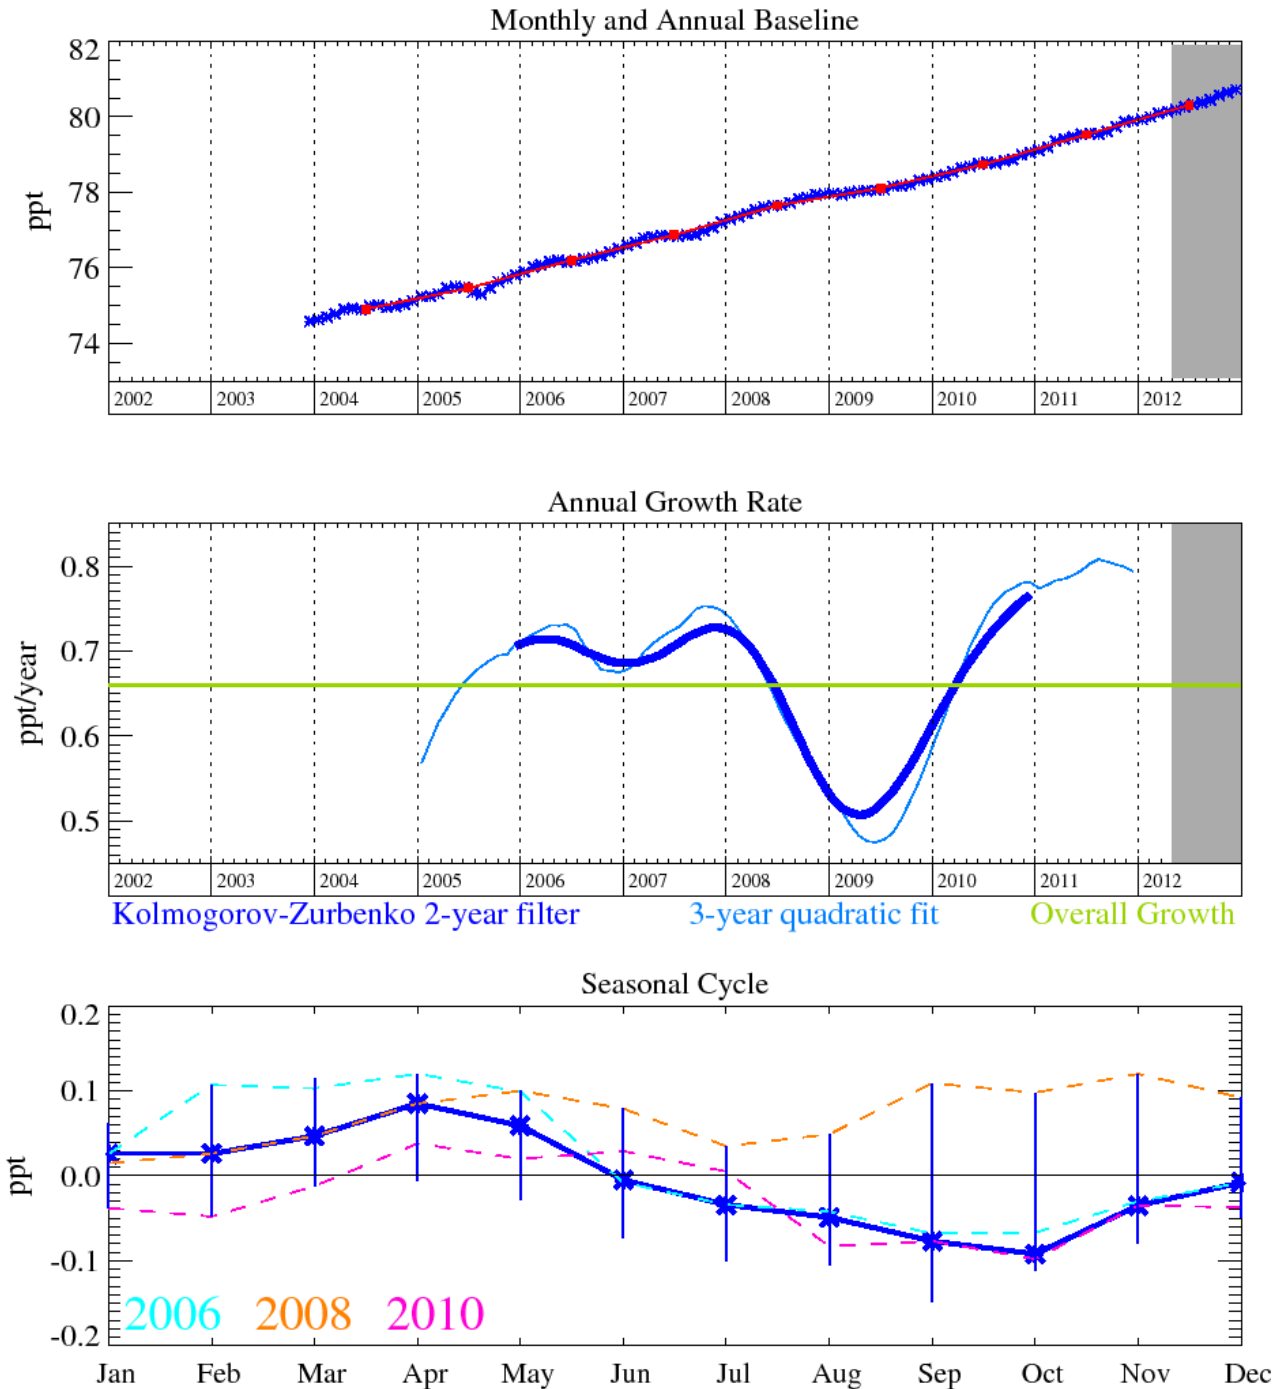 Monthly and Annual Baseline
82
80
78
76
74
ppt
2002 2003 2004 2005 2006 2007 2008 2009 2010 2011 2012
Annual Growth Rate
0.8
0.7
0.6
0.5
ppt/year
2002 2003 2004 2005 2006 2007 2008 2009 2010 2011 2012
Kolmogorov-Zurbenko 2-year filter 3-year quadratic fit Overall Growth
Seasonal Cycle
0.2
0.1
0.0
-0.1
-0.2
ppt
2006 2008 2010
Jan Feb Mar Apr May Jun Jul Aug Sep Oct Nov Dec